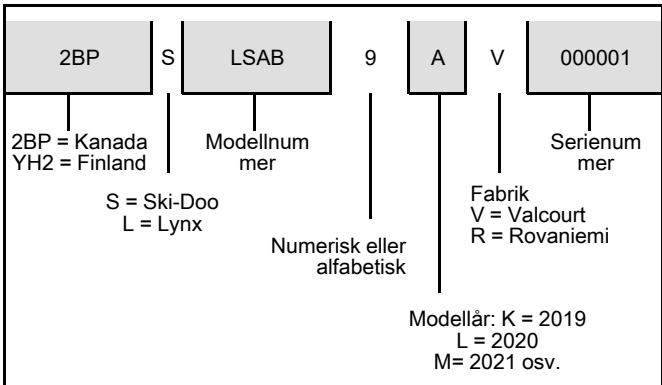 2BP S LSAB 9 A V 000001
2BP = Kanada
YH2 = Finland
Modellnum
mer
Serienum
mer
S = Ski-Doo
L = Lynx
Fabrik
V = Valcourt
R = Rovaniemi
Numerisk eller
alfabetisk
Modellår: K = 2019
L = 2020
M= 2021 osv.